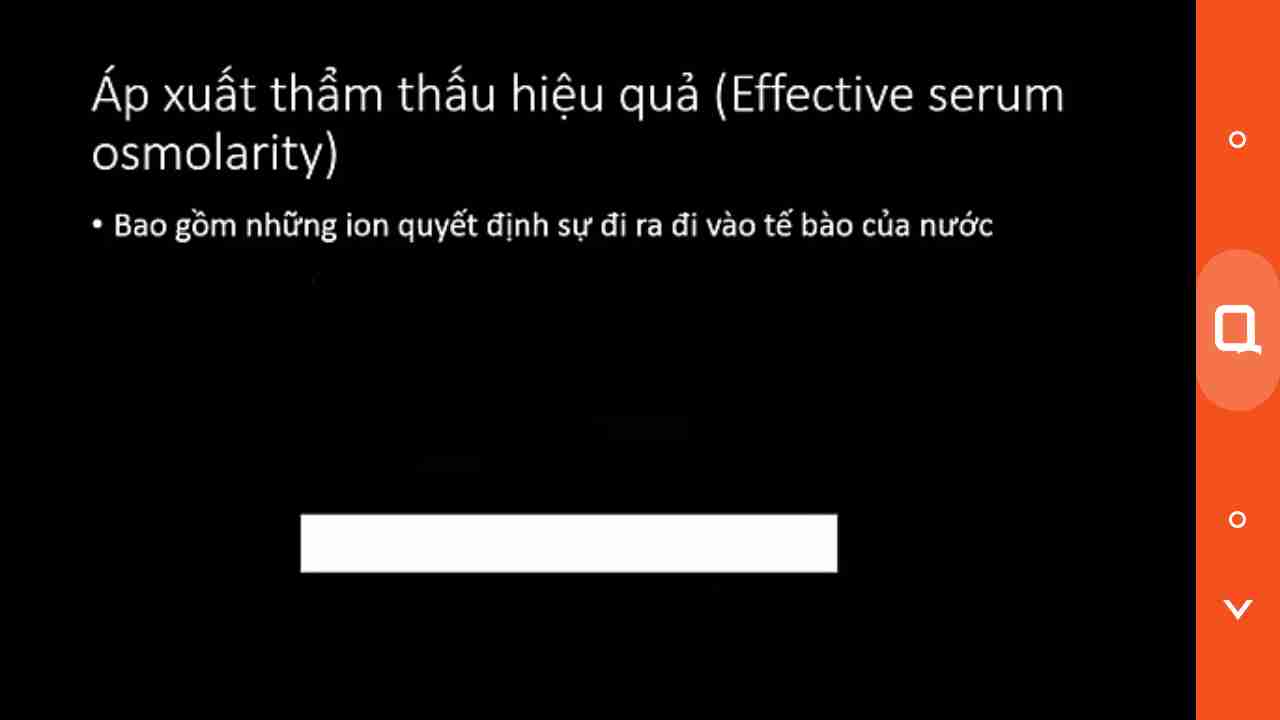 Áp xuất thẩm thấu hiệu quả (Effective serum
osmolarity)
• Bao gồm những ion quyết định sự đi ra đi vào tế bào của nước